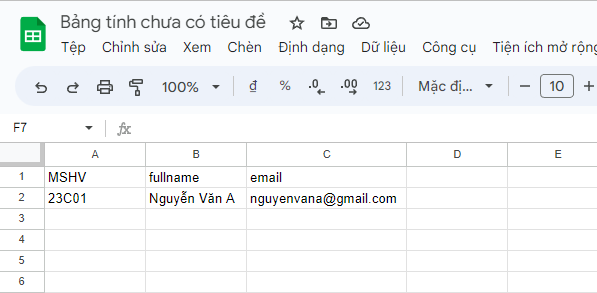 Bảng tính chưa có tiêu đề
Tệp Chỉnh sửa Xem Chèn Định dạng Dữ liệu Công cụ Tiện ích mở rộng
100% đ % .0 .00 123 Mặc đị... 10
F7 fx
A B C D E
1 MSHV fullname email
2 23C01 Nguyễn Văn A nguyenvana@gmail.com
3
4
5
6